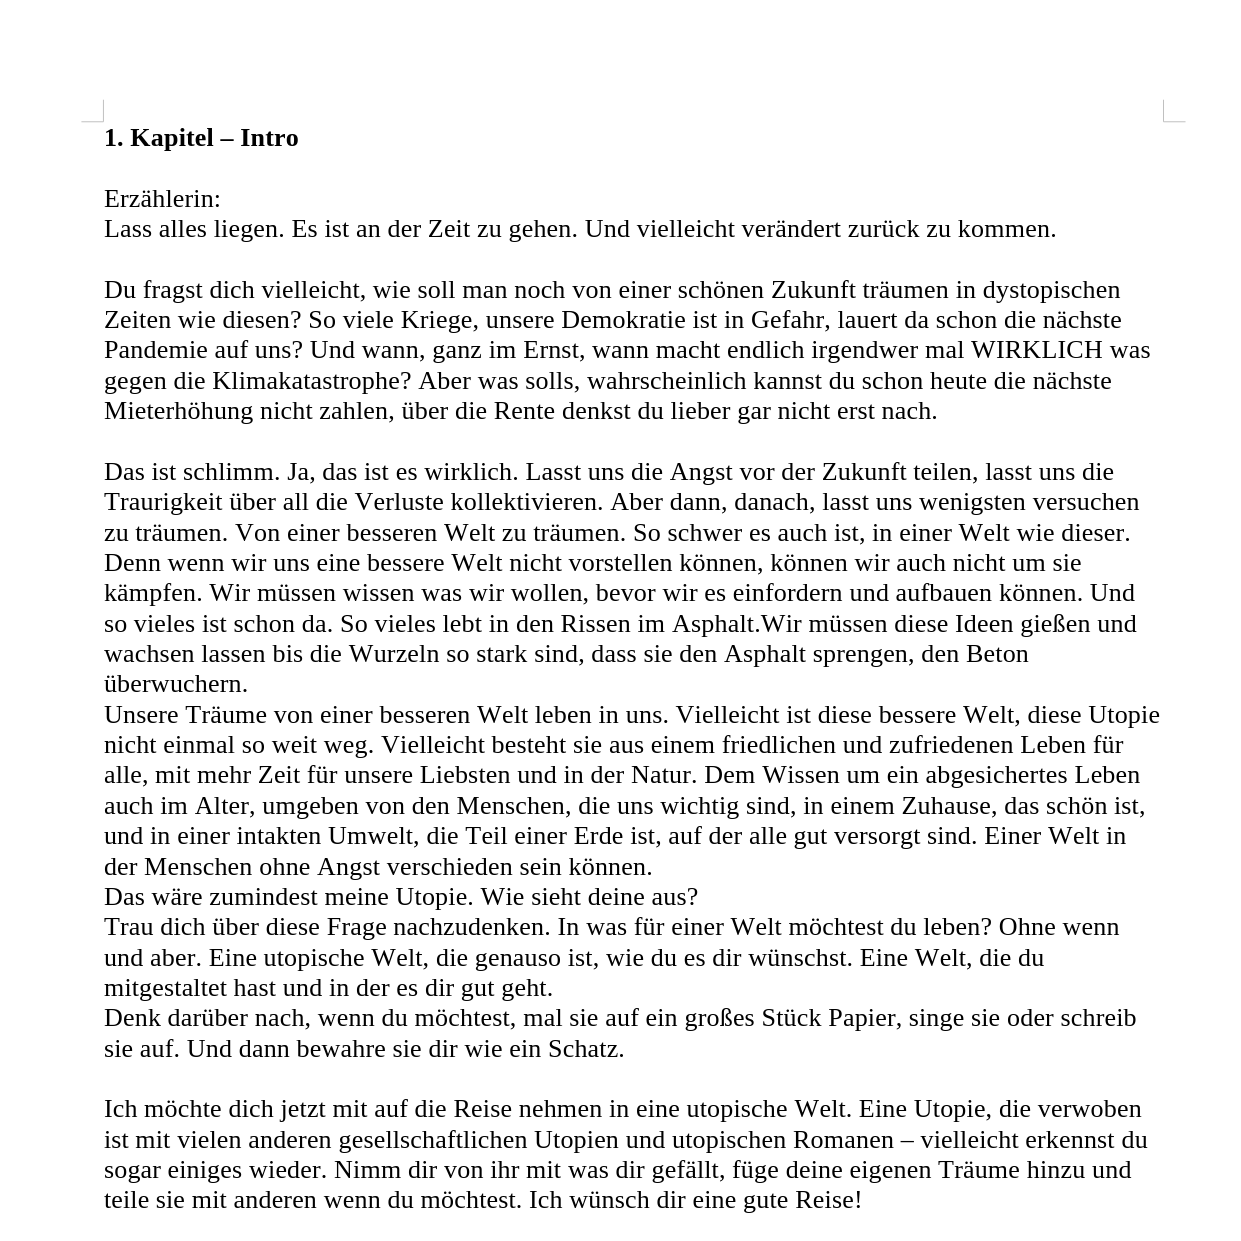 1. Kapitel – Intro
Erzählerin:
Lass alles liegen. Es ist an der Zeit zu gehen. Und vielleicht verändert zurück zu kommen.
Du fragst dich vielleicht, wie soll man noch von einer schönen Zukunft träumen in dystopischen
Zeiten wie diesen? So viele Kriege, unsere Demokratie ist in Gefahr, lauert da schon die nächste
Pandemie auf uns? Und wann, ganz im Ernst, wann macht endlich irgendwer mal WIRKLICH was
gegen die Klimakatastrophe? Aber was solls, wahrscheinlich kannst du schon heute die nächste
Mieterhöhung nicht zahlen, über die Rente denkst du lieber gar nicht erst nach.
Das ist schlimm. Ja, das ist es wirklich. Lasst uns die Angst vor der Zukunft teilen, lasst uns die
Traurigkeit über all die Verluste kollektivieren. Aber dann, danach, lasst uns wenigsten versuchen
zu träumen. Von einer besseren Welt zu träumen. So schwer es auch ist, in einer Welt wie dieser.
Denn wenn wir uns eine bessere Welt nicht vorstellen können, können wir auch nicht um sie
kämpfen. Wir müssen wissen was wir wollen, bevor wir es einfordern und aufbauen können. Und
so vieles ist schon da. So vieles lebt in den Rissen im Asphalt.Wir müssen diese Ideen gießen und
wachsen lassen bis die Wurzeln so stark sind, dass sie den Asphalt sprengen, den Beton
überwuchern.
Unsere Träume von einer besseren Welt leben in uns. Vielleicht ist diese bessere Welt, diese Utopie
nicht einmal so weit weg. Vielleicht besteht sie aus einem friedlichen und zufriedenen Leben für
alle, mit mehr Zeit für unsere Liebsten und in der Natur. Dem Wissen um ein abgesichertes Leben
auch im Alter, umgeben von den Menschen, die uns wichtig sind, in einem Zuhause, das schön ist,
und in einer intakten Umwelt, die Teil einer Erde ist, auf der alle gut versorgt sind. Einer Welt in
der Menschen ohne Angst verschieden sein können.
Das wäre zumindest meine Utopie. Wie sieht deine aus?
Trau dich über diese Frage nachzudenken. In was für einer Welt möchtest du leben? Ohne wenn
und aber. Eine utopische Welt, die genauso ist, wie du es dir wünschst. Eine Welt, die du
mitgestaltet hast und in der es dir gut geht.
Denk darüber nach, wenn du möchtest, mal sie auf ein großes Stück Papier, singe sie oder schreib
sie auf. Und dann bewahre sie dir wie ein Schatz.
Ich möchte dich jetzt mit auf die Reise nehmen in eine utopische Welt. Eine Utopie, die verwoben
ist mit vielen anderen gesellschaftlichen Utopien und utopischen Romanen – vielleicht erkennst du
sogar einiges wieder. Nimm dir von ihr mit was dir gefällt, füge deine eigenen Träume hinzu und
teile sie mit anderen wenn du möchtest. Ich wünsch dir eine gute Reise!